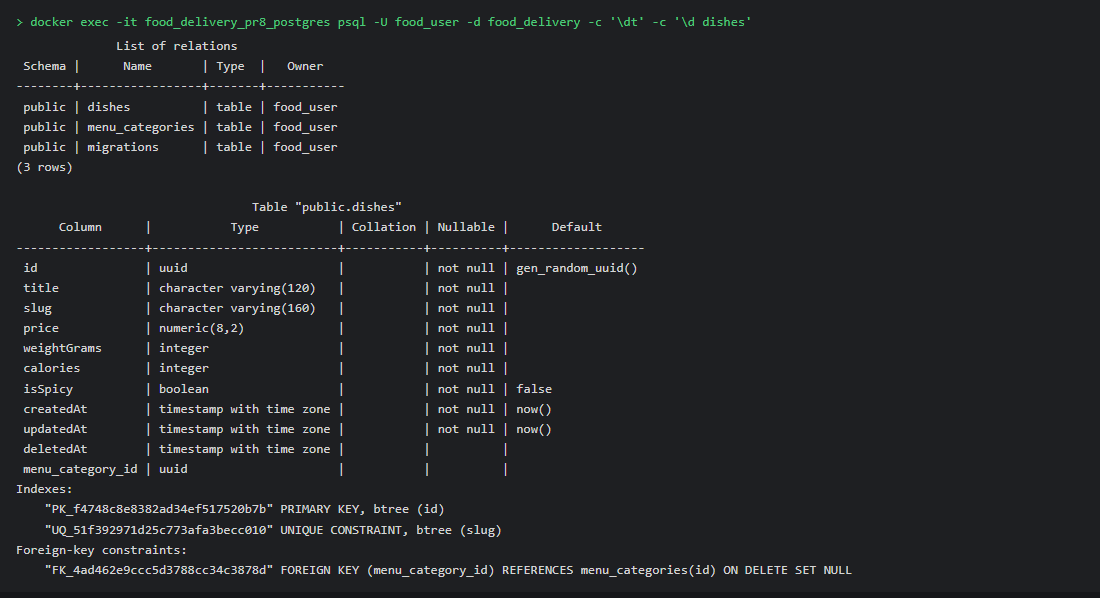 > docker exec -it food_delivery_pr8_postgres psql -U food_user -d food_delivery -c '\dt' -c '\d dishes'
              List of relations
 Schema |      Name       | Type  |   Owner
--------+-----------------+-------+-----------
 public | dishes          | table | food_user
 public | menu_categories | table | food_user
 public | migrations      | table | food_user
(3 rows)

                                 Table "public.dishes"
      Column      |           Type           | Collation | Nullable |      Default
------------------+--------------------------+-----------+----------+-------------------
 id               | uuid                     |           | not null | gen_random_uuid()
 title            | character varying(120)   |           | not null |
 slug             | character varying(160)   |           | not null |
 price            | numeric(8,2)             |           | not null |
 weightGrams      | integer                  |           | not null |
 calories         | integer                  |           | not null |
 isSpicy          | boolean                  |           | not null | false
 createdAt        | timestamp with time zone |           | not null | now()
 updatedAt        | timestamp with time zone |           | not null | now()
 deletedAt        | timestamp with time zone |           |          |
 menu_category_id | uuid                     |           |          |
Indexes:
    "PK_f4748c8e8382ad34ef517520b7b" PRIMARY KEY, btree (id)
    "UQ_51f392971d25c773afa3becc010" UNIQUE CONSTRAINT, btree (slug)
Foreign-key constraints:
    "FK_4ad462e9ccc5d3788cc34c3878d" FOREIGN KEY (menu_category_id) REFERENCES menu_categories(id) ON DELETE SET NULL